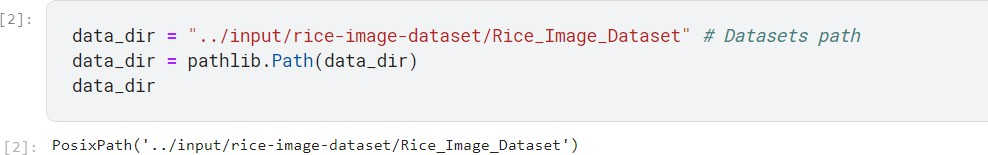 [2]:
data_dir = "../input/rice-image-dataset/Rice_Image_Dataset" # Datasets path
data_dir = pathlib.Path(data_dir)
data_dir
[2]: PosixPath('../input/rice-image-dataset/Rice_Image_Dataset')